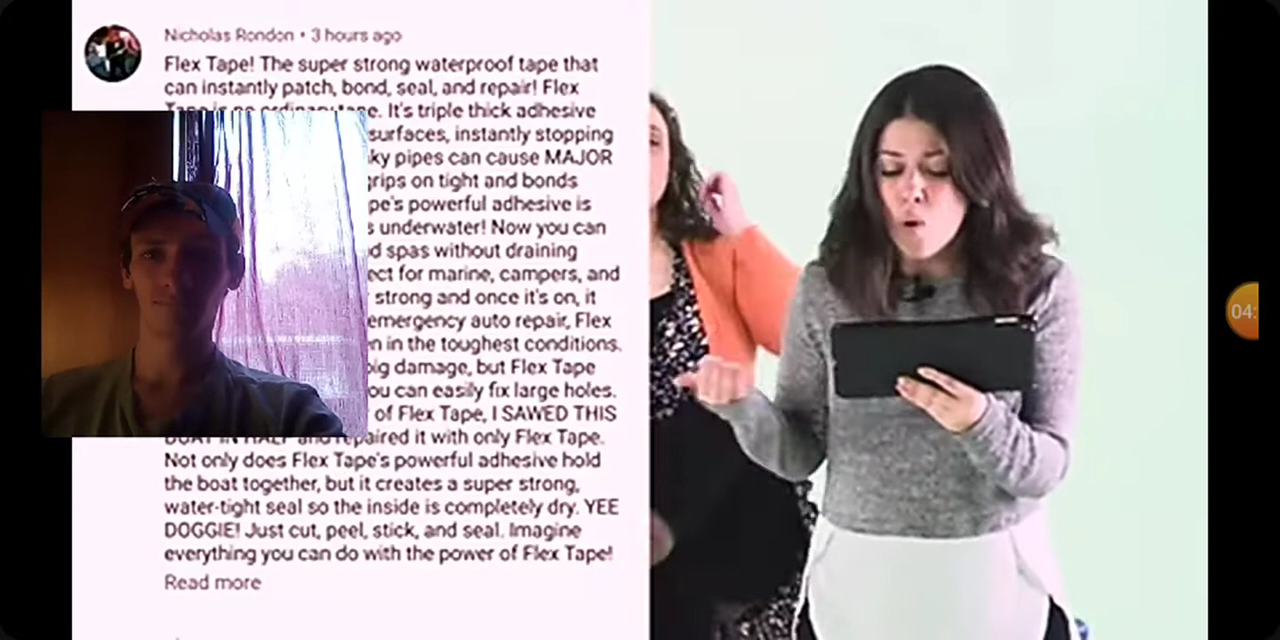 Nicholas Rondon • 3 hours ago
Flex Tape! The super strong waterproof tape that
can instantly patch, bond, seal, and repair! Flex
Tape is no ordinary tape. It's triple thick adhesive
surfaces, instantly stopping
pipes can cause MAJOR
grips on tight and bonds
powerful adhesive is
underwater! Now you can
spas without draining
for marine, campers, and
strong and once it's on, it
emergency auto repair, Flex
in the toughest conditions.
damage, but Flex Tape
you can easily fix large holes.
of Flex Tape, I SAWED THIS
BOAT IN HALF and repaired it with only Flex Tape.
Not only does Flex Tape's powerful adhesive hold
the boat together, but it creates a super strong,
water-tight seal so the inside is completely dry. YEE
DOGGIE! Just cut, peel, stick, and seal. Imagine
everything you can do with the power of Flex Tape!
Read more
04: